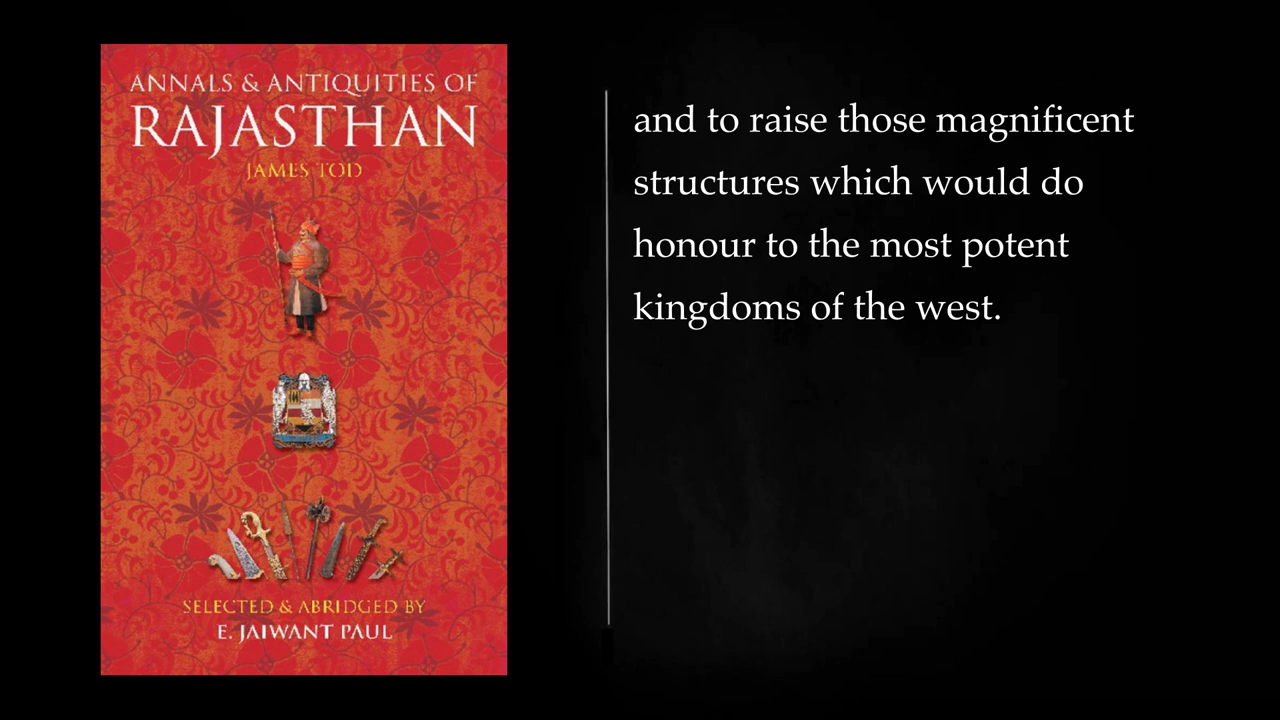 ANNALS & ANTIQUITIES OF
RAJASTHAN
JAMES TOD
SELECTED & ABRIDGED BY
E. JAIWANT PAUL
and to raise those magnificent
structures which would do
honour to the most potent
kingdoms of the west.